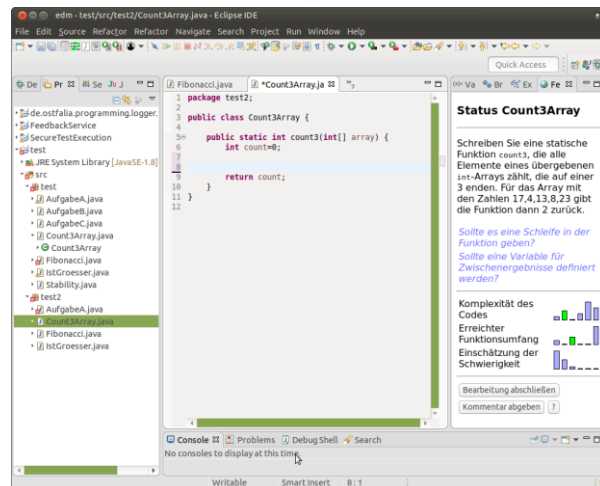 edm - test/src/test2/Count3Array.java - Eclipse IDE
File Edit Source Refactor Refactor Navigate Search Project Run Window Help
Quick Access
De Pr Se Ju J
de.ostfalia.programming.logger.
FeedbackService
SecureTestExecution
test
JRE System Library [JavaSE-1.8]
src
test
AufgabeA.java
AufgabeB.java
AufgabeC.java
Count3Array.java
Count3Array
Fibonacci.java
IstGroesser.java
Stability.java
test2
AufgabeA.java
Count3Array.java
Fibonacci.java
IstGroesser.java
Fibonacci.java *Count3Array.ja
1 package test2;
2
3 public class Count3Array {
4
5 public static int count3(int[] array) {
6 int count=0;
7
8
9 return count;
10 }
11 }
12
Va Br Ex Fe
Status Count3Array
Schreiben Sie eine statische
Funktion count3, die alle
Elemente eines übergebenen
int-Arrays zählt, die auf einer
3 enden. Für das Array mit
den Zahlen 17,4,13,8,23 gibt
die Funktion dann 2 zurück.
Sollte es eine Schleife in der
Funktion geben?
Sollte eine Variable für
Zwischenergebnisse definiert
werden?
Komplexität des
Codes
Erreichter
Funktionsumfang
Einschätzung der
Schwierigkeit
Bearbeitung abschließen
Kommentar abgeben ?
Console Problems Debug Shell Search
No consoles to display at this time.
Writable Smart Insert 8 : 1